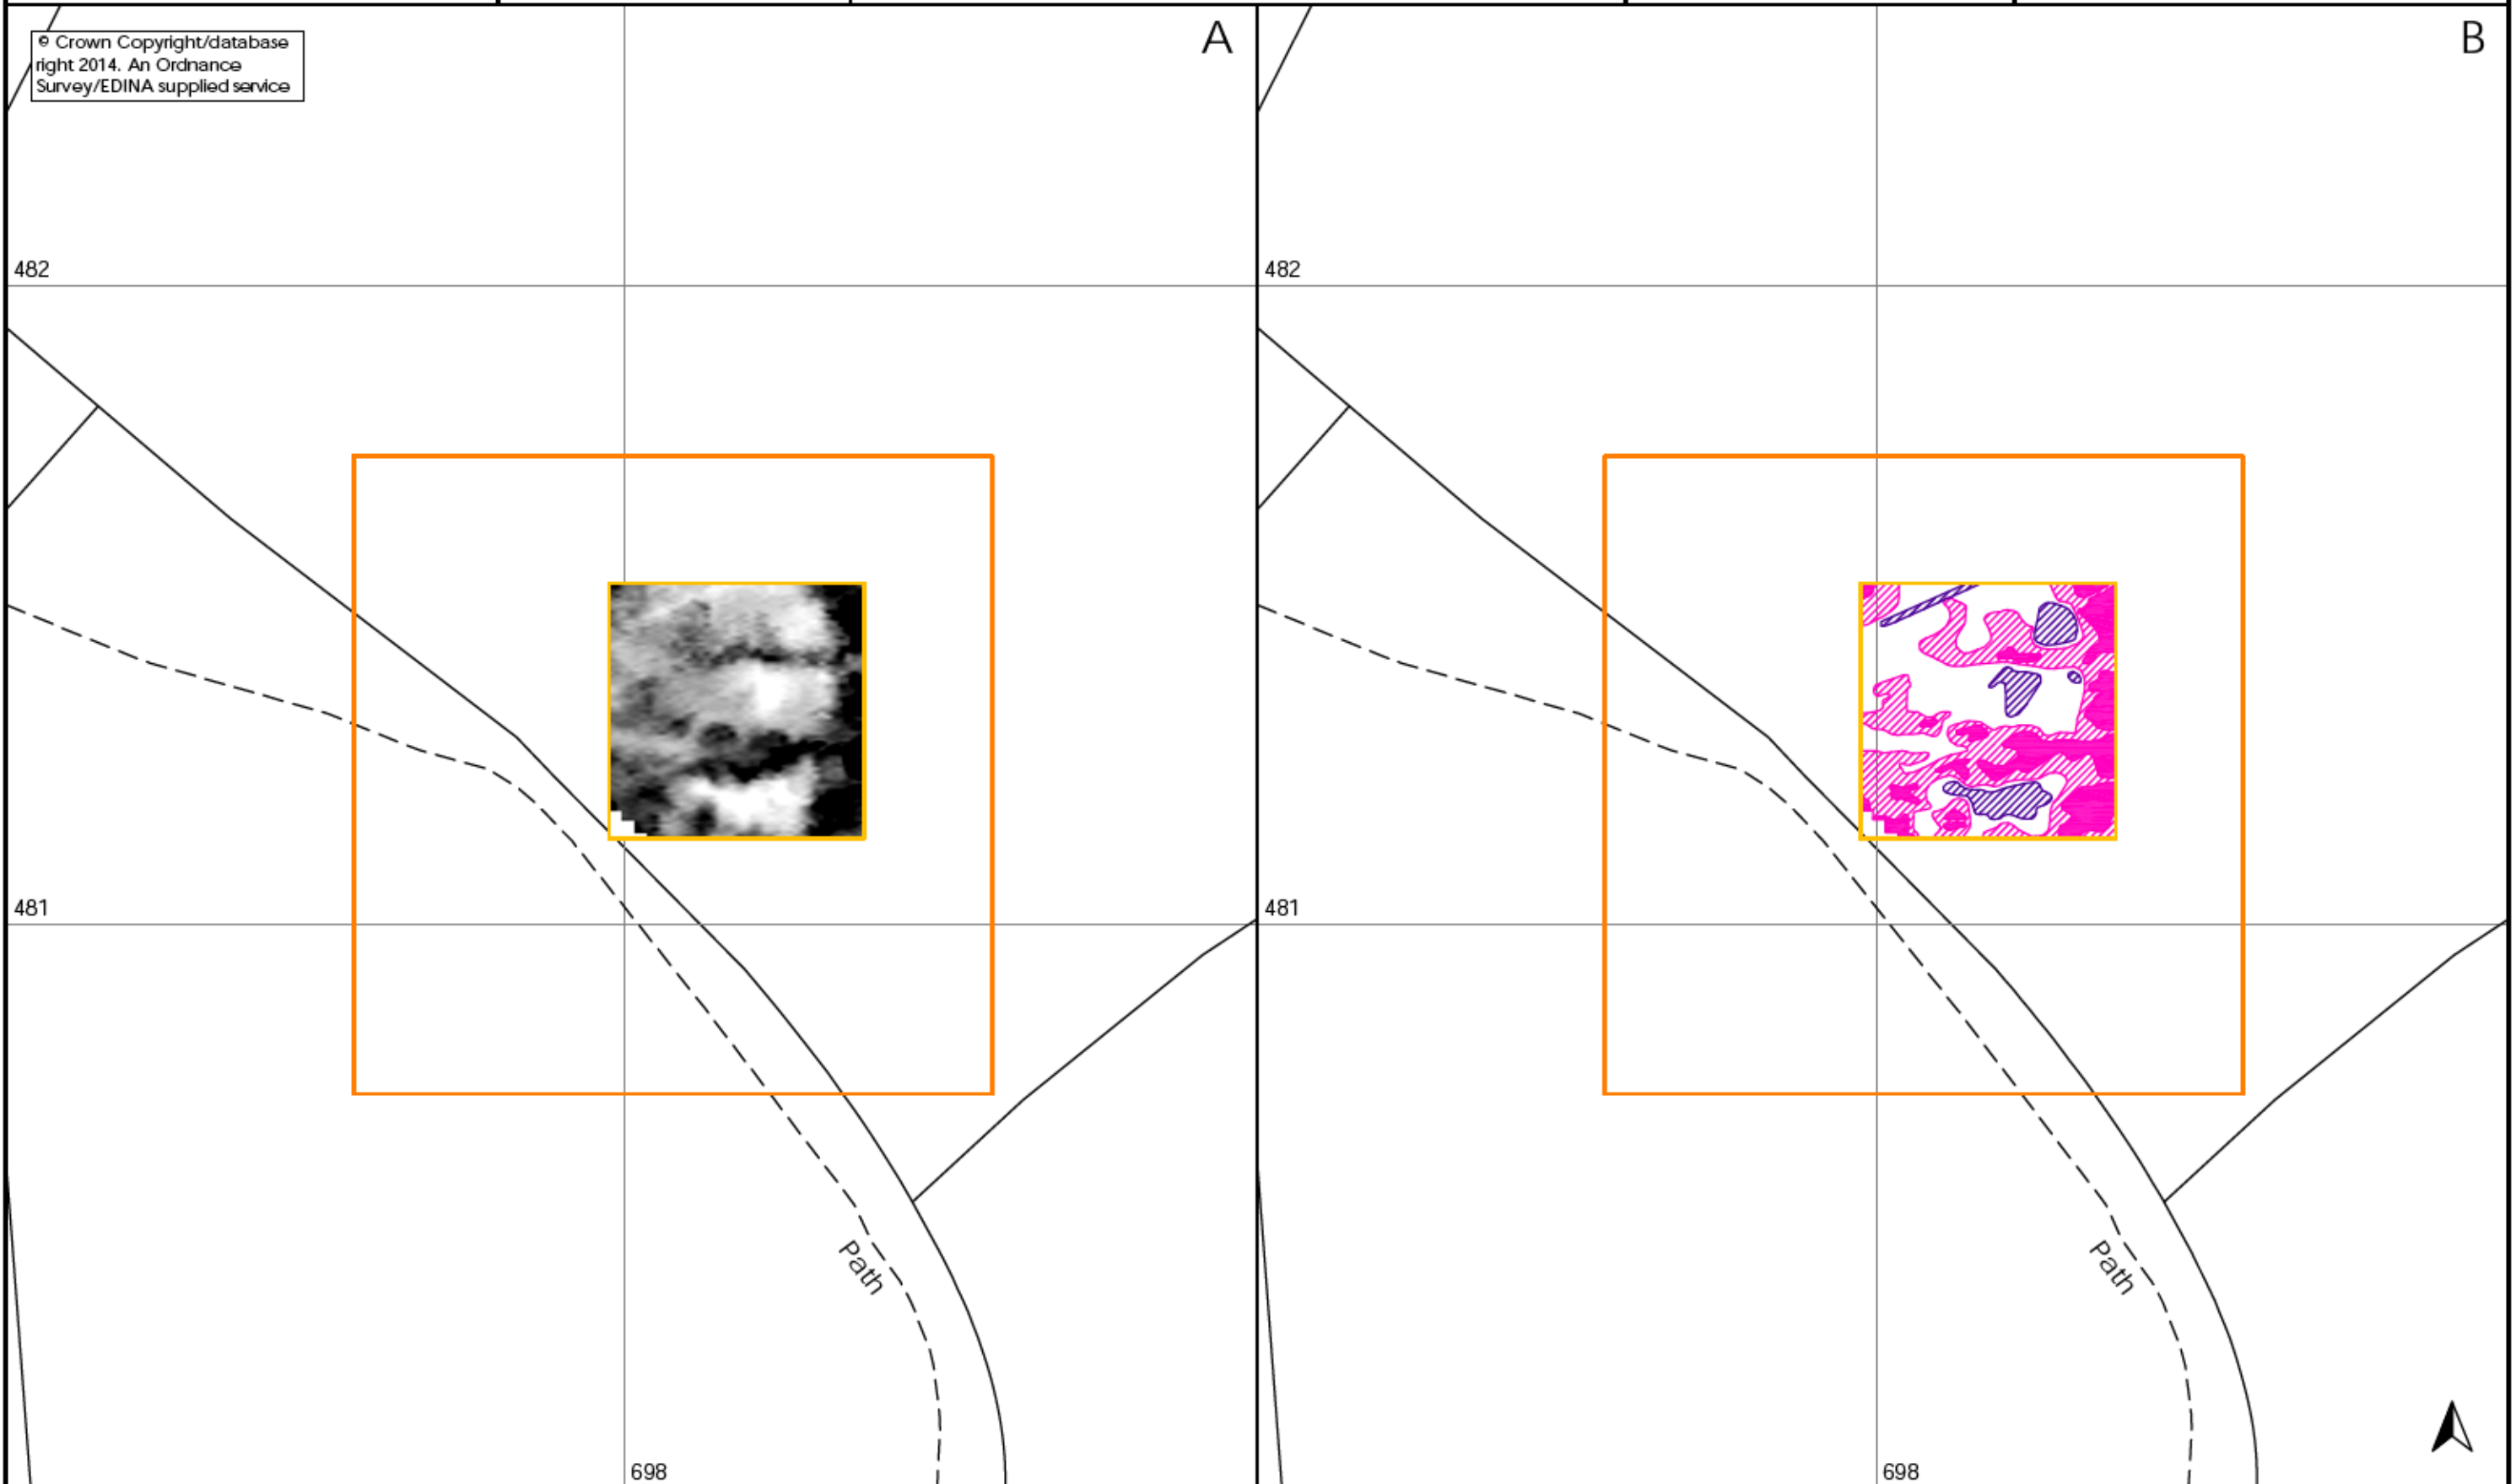 © Crown Copyright/database
right 2014. An Ordnance
Survey/EDINA supplied service
A
482
481
Path
698
B
482
481
Path
698